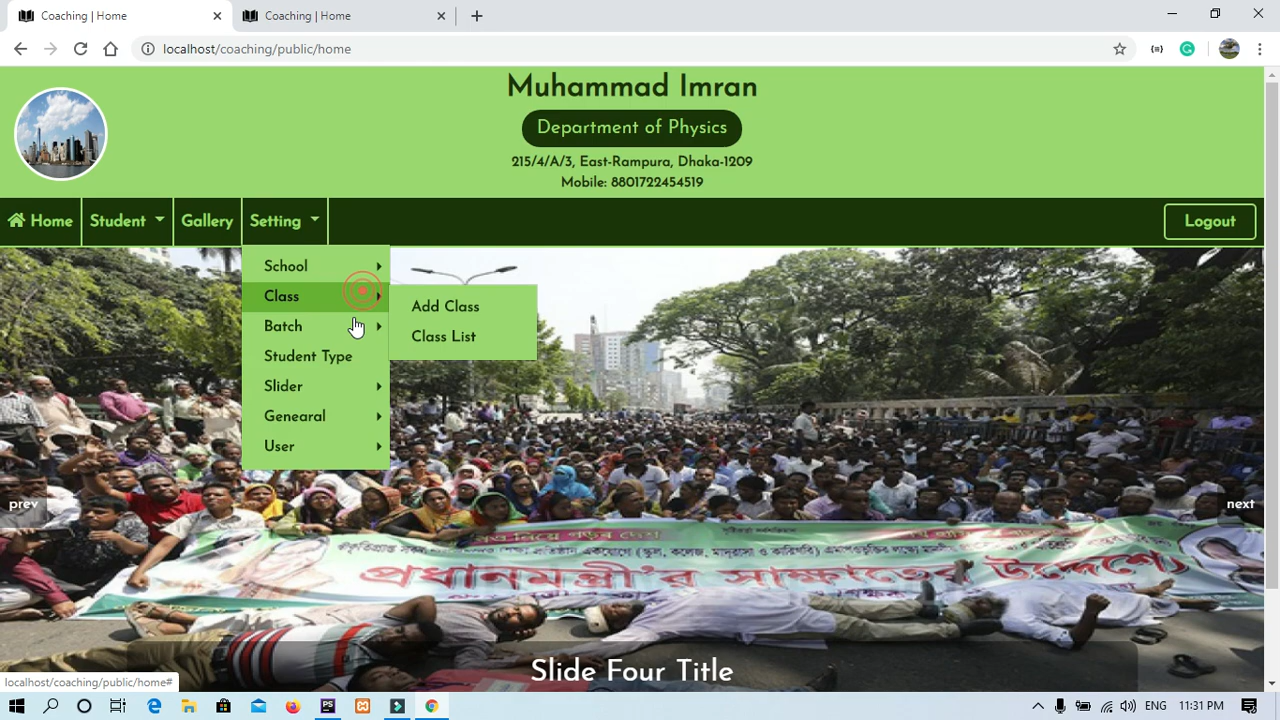 Coaching | Home
Coaching | Home
localhost/coaching/public/home
Muhammad Imran
Department of Physics
215/4/A/3, East-Rampura, Dhaka-1209
Mobile: 8801722454519
Home
Student
Gallery
Setting
Logout
School
Class
Batch
Student Type
Slider
Genearal
User
Add Class
Class List
prev
next
প্রধানমন্ত্রী'র সাক্ষাতের উদ্দেশ্যে
Slide Four Title
localhost/coaching/public/home#
ENG
11:31 PM